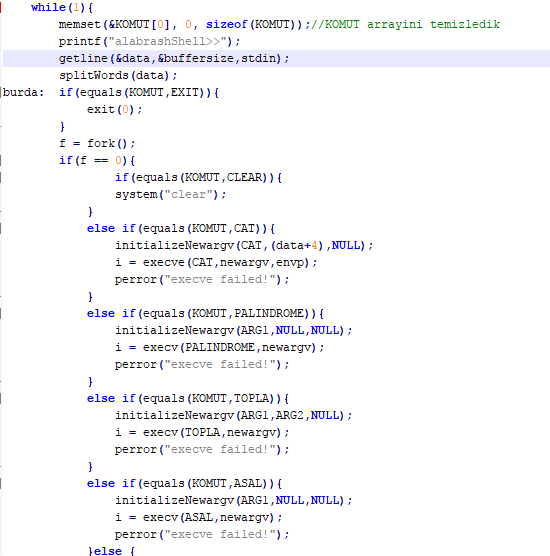 while(1){
memset(&KOMUT[0], 0, sizeof(KOMUT));//KOMUT arrayini temizledik
printf("alabrashShell>>");
getline(&data,&buffersize,stdin);
splitWords(data);
burda: if(equals(KOMUT,EXIT)){
exit(0);
}
f = fork();
if(f == 0){
if(equals(KOMUT,CLEAR)){
system("clear");
}
else if(equals(KOMUT,CAT)){
initializeNewargv(CAT,(data+4),NULL);
i = execve(CAT,newargv,envp);
perror("execve failed!");
}
else if(equals(KOMUT,PALINDROME)){
initializeNewargv(ARG1,NULL,NULL);
i = execv(PALINDROME,newargv);
perror("execve failed!");
}
else if(equals(KOMUT,TOPLA)){
initializeNewargv(ARG1,ARG2,NULL);
i = execv(TOPLA,newargv);
perror("execve failed!");
}
else if(equals(KOMUT,ASAL)){
initializeNewargv(ARG1,NULL,NULL);
i = execv(ASAL,newargv);
perror("execve failed!");
}else {